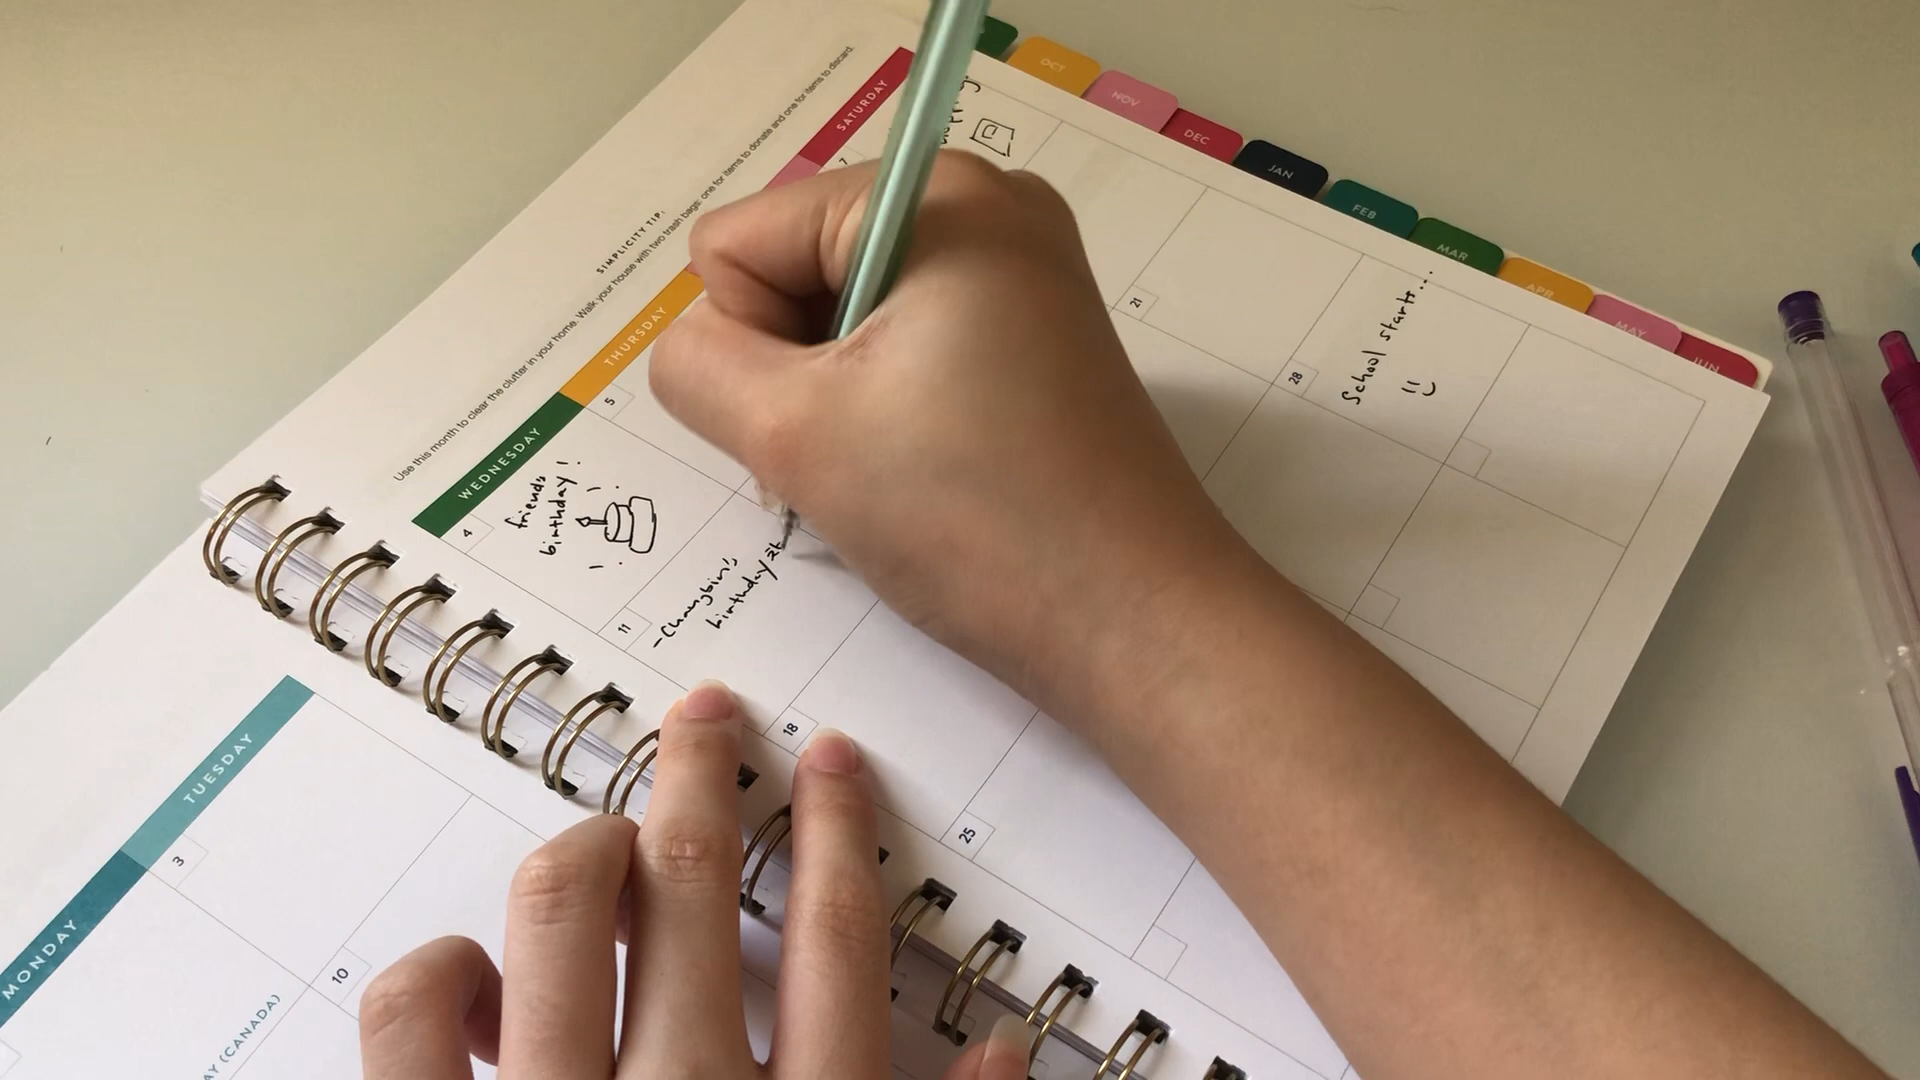 SIMPLICITY TIP:
Use this month to clear the clutter in your home. Walk your house with two trash bags: one for items to donate and one for items to discard.
MONDAY
TUESDAY
WEDNESDAY
THURSDAY
SATURDAY
3
4
5
7
friends
birthday!
10
11
-Changbin's
birthday
18
21
25
28
School starts...
(CANADA)
OCT
NOV
DEC
JAN
FEB
MAR
APR
MAY
JUN